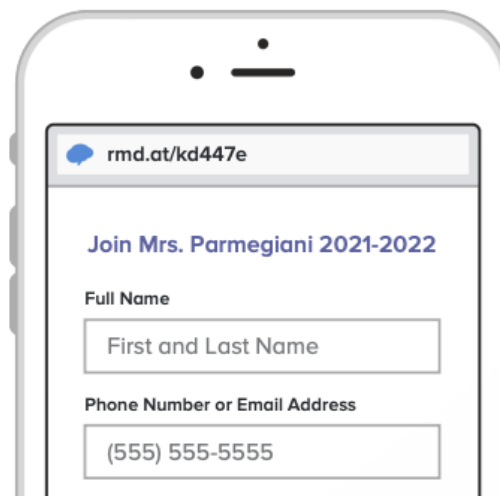 rmd.at/kd447e
Join Mrs. Parmegiani 2021-2022
Full Name
First and Last Name
Phone Number or Email Address
(555) 555-5555